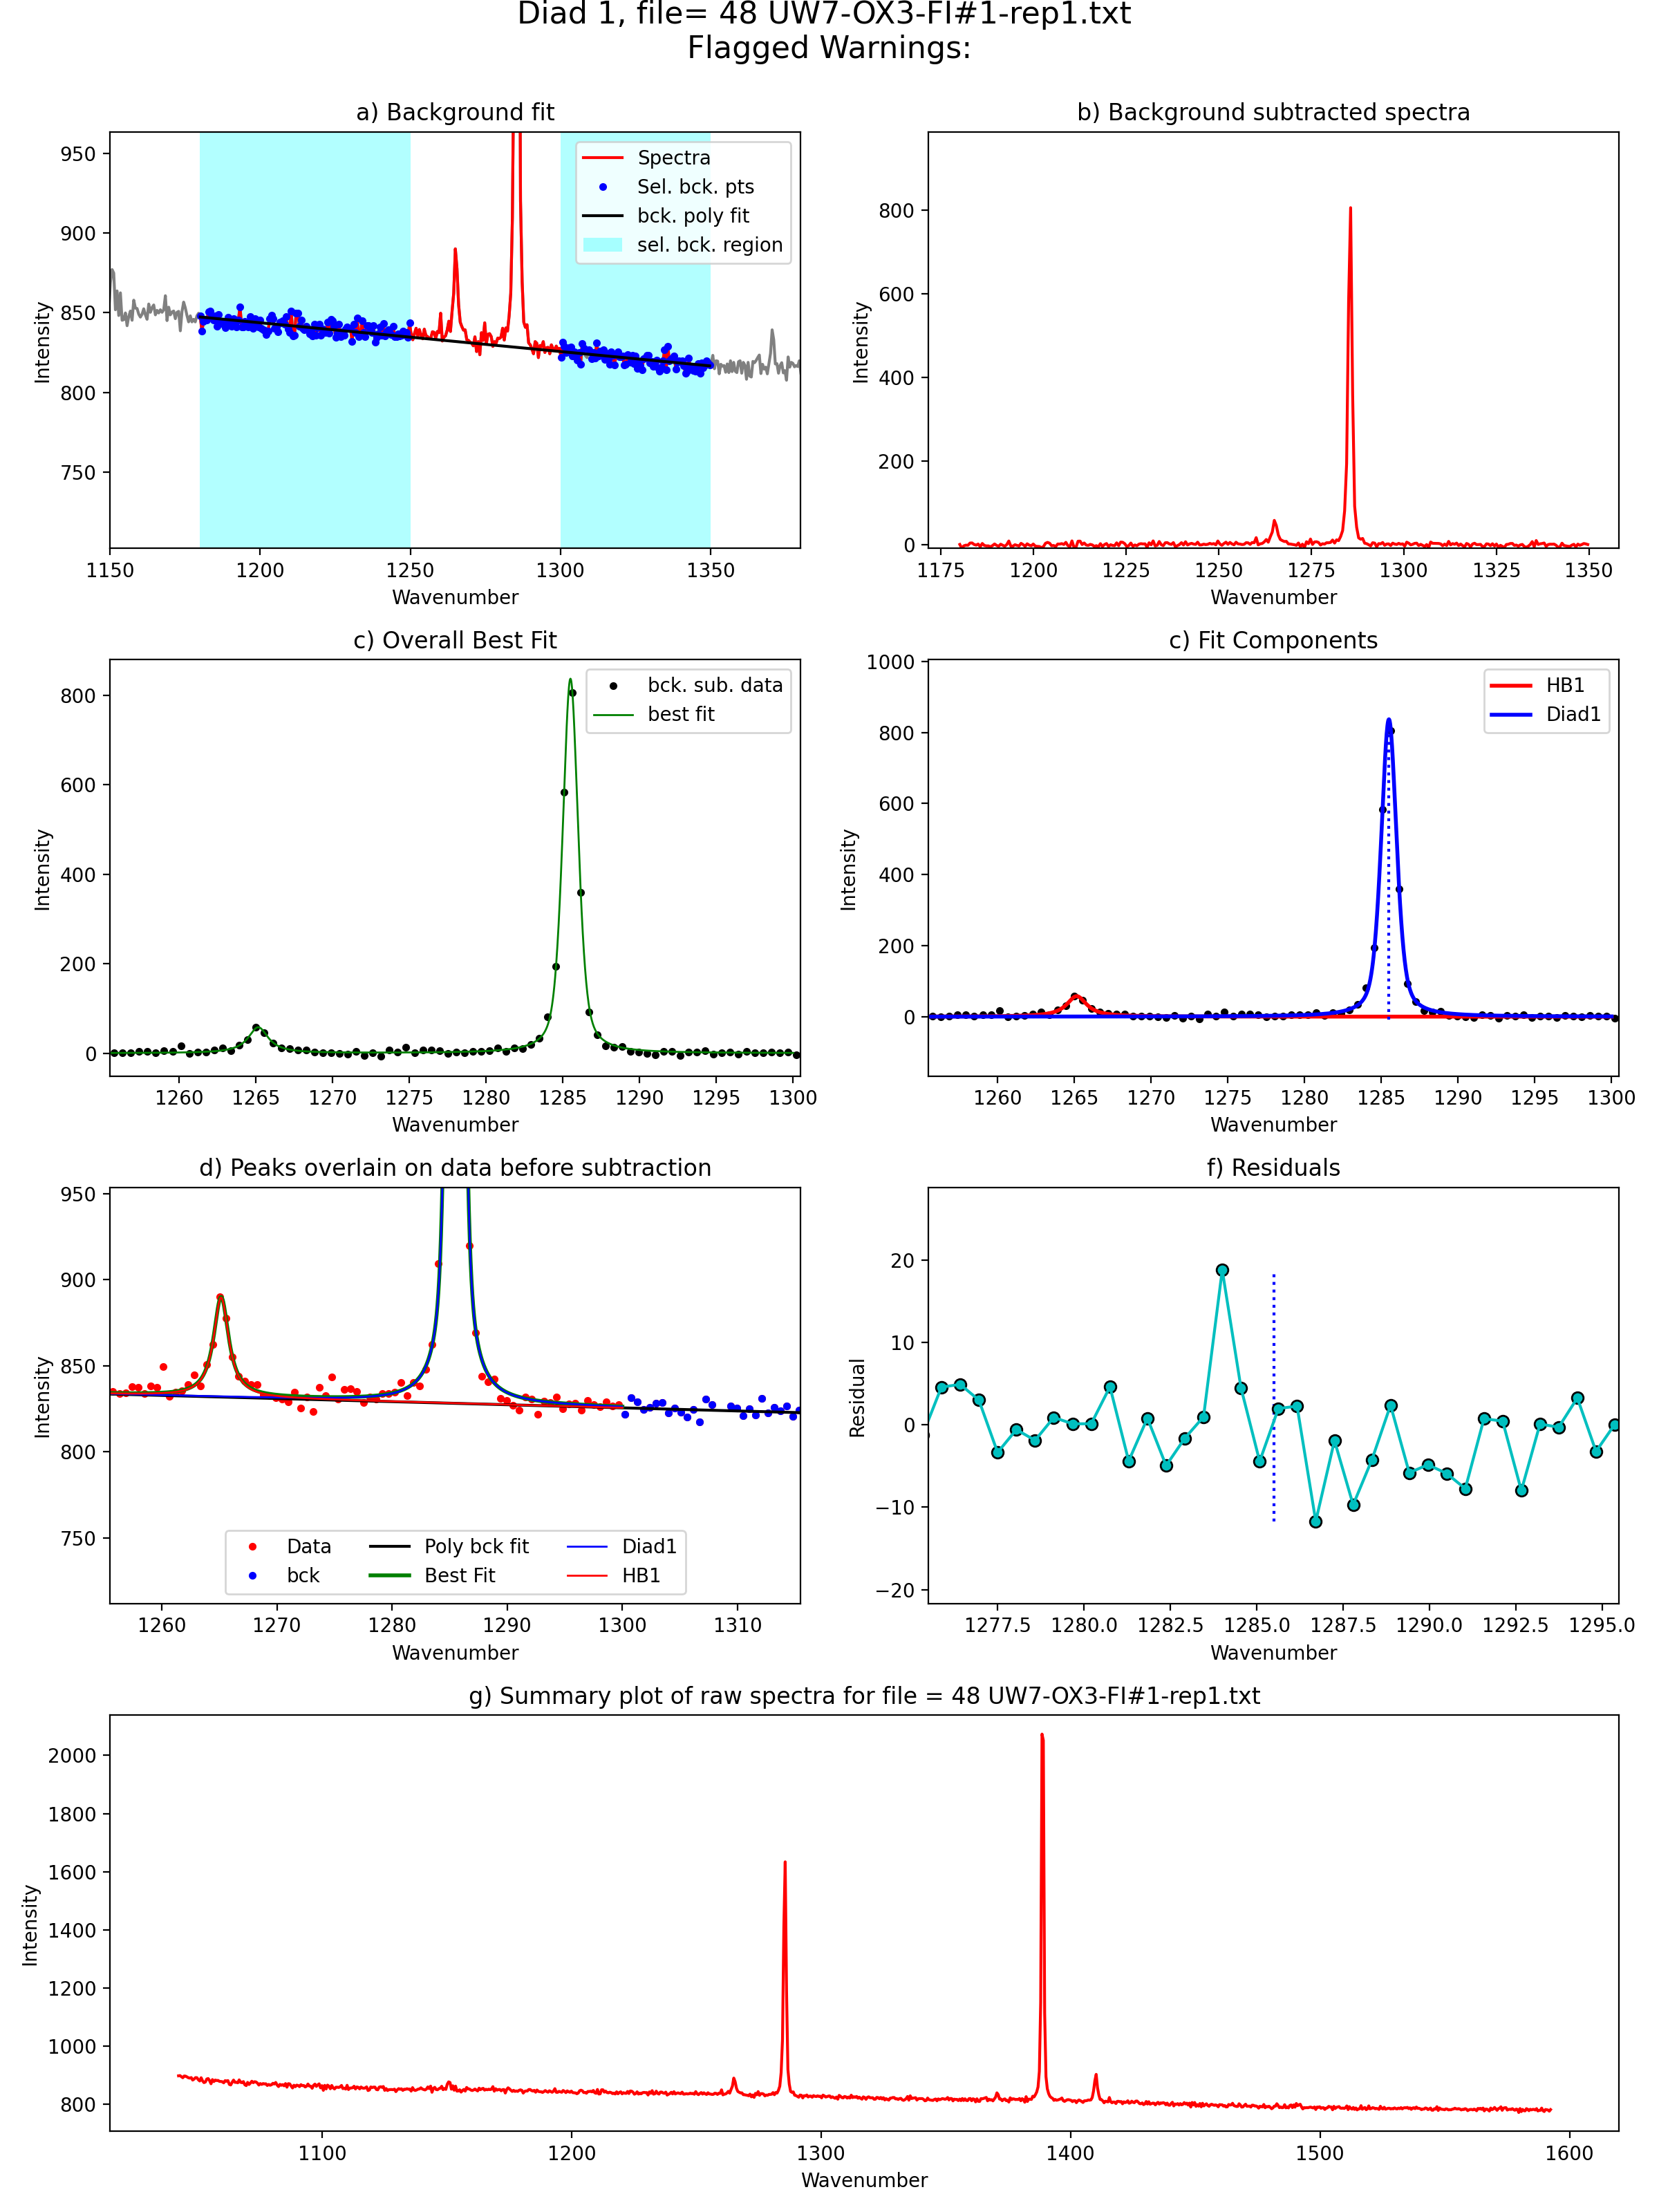 Diad 1, file= 48 UW7-OX3-FI#1-rep1.txt
Flagged Warnings:
a) Background fit
950
900
850
800
750
Intensity
Spectra
Sel. bck. pts
bck. poly fit
sel. bck. region
1150 1200 1250 1300 1350
Wavenumber
b) Background subtracted spectra
800
600
400
200
0
Intensity
1175 1200 1225 1250 1275 1300 1325 1350
Wavenumber
c) Overall Best Fit
800
600
400
200
0
Intensity
bck. sub. data
best fit
1260 1265 1270 1275 1280 1285 1290 1295 1300
Wavenumber
c) Fit Components
1000
800
600
400
200
0
Intensity
HB1
Diad1
1260 1265 1270 1275 1280 1285 1290 1295 1300
Wavenumber
d) Peaks overlain on data before subtraction
950
900
850
800
750
Intensity
Data
bck
Poly bck fit
Best Fit
Diad1
HB1
1260 1270 1280 1290 1300 1310
Wavenumber
f) Residuals
20
10
0
−10
−20
Residual
1277.5 1280.0 1282.5 1285.0 1287.5 1290.0 1292.5 1295.0
Wavenumber
g) Summary plot of raw spectra for file = 48 UW7-OX3-FI#1-rep1.txt
2000
1800
1600
1400
1200
1000
800
Intensity
1100 1200 1300 1400 1500 1600
Wavenumber